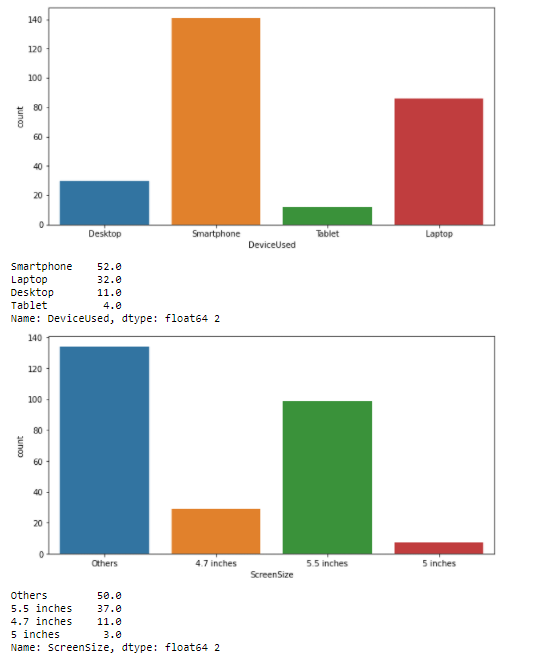 140
120
100
80
60
40
20
0
count
Desktop Smartphone Tablet Laptop
DeviceUsed
Smartphone 52.0
Laptop 32.0
Desktop 11.0
Tablet 4.0
Name: DeviceUsed, dtype: float64 2
140
120
100
80
60
40
20
0
count
Others 4.7 inches 5.5 inches 5 inches
ScreenSize
Others 50.0
5.5 inches 37.0
4.7 inches 11.0
5 inches 3.0
Name: ScreenSize, dtype: float64 2